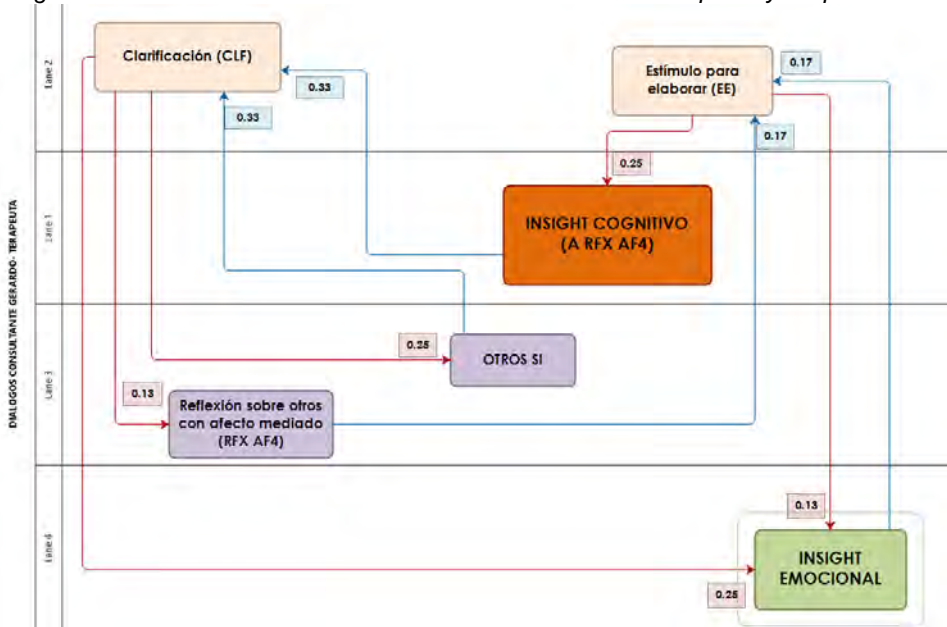 Clarificación (CLF)
Estímulo para
elaborar (EE)
0.17
0.33
0.33
0.17
Lane 2
0.25
INSIGHT COGNITIVO
(A RFX AF4)
Lane 1
DIALOGOS CONSULTANTE GERARDO- TERAPEUTA
0.25
OTROS SI
Lane 3
0.13
Reflexión sobre otros
con afecto mediado
(RFX AF4)
0.13
Lane 4
INSIGHT
EMOCIONAL
0.25